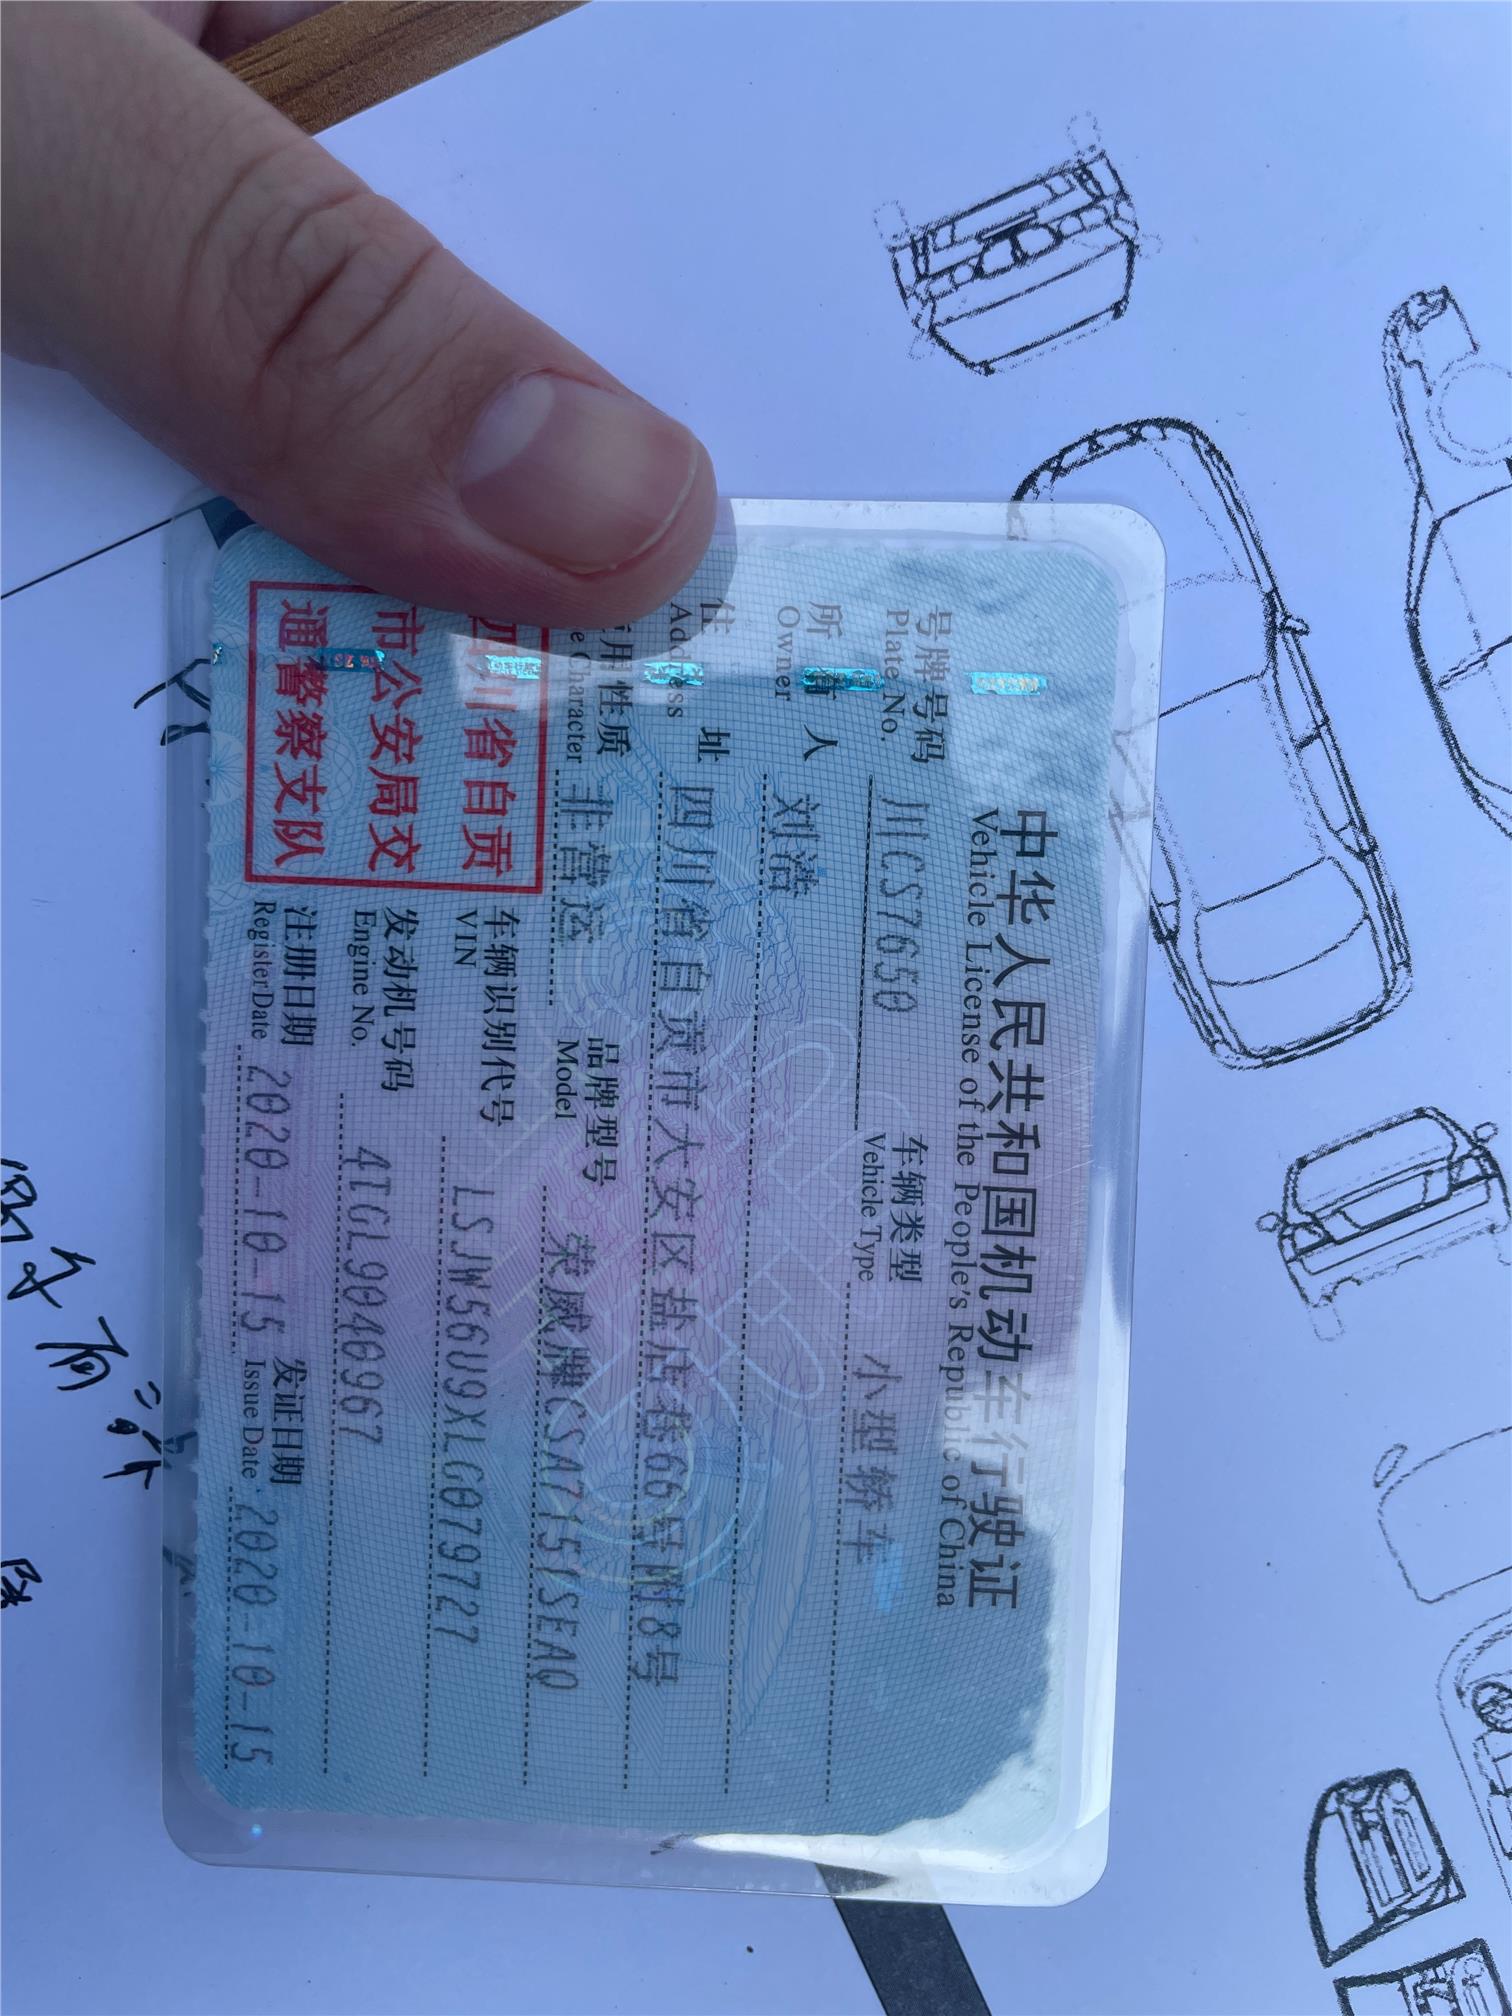 中华人民共和国机动车行驶证
Vehicle License of the People's Republic of China
号牌号码 川CS7650 车辆类型 小型轿车
Plate No. Vehicle Type
所有人 刘浩
Owner
住址 四川省自贡市大安区盐店巷66号附8号
Address
用性质 非营运 品牌型号 荣威牌CSA7151SEAQ
Character Model
四川省自贡
市公安局交
通警察支队
车辆识别代号 LSJW56U9XLG079727
VIN
发动机号码 4TGL9040967
Engine No.
注册日期 2020-10-15 发证日期 2020-10-15
Register Date Issue Date